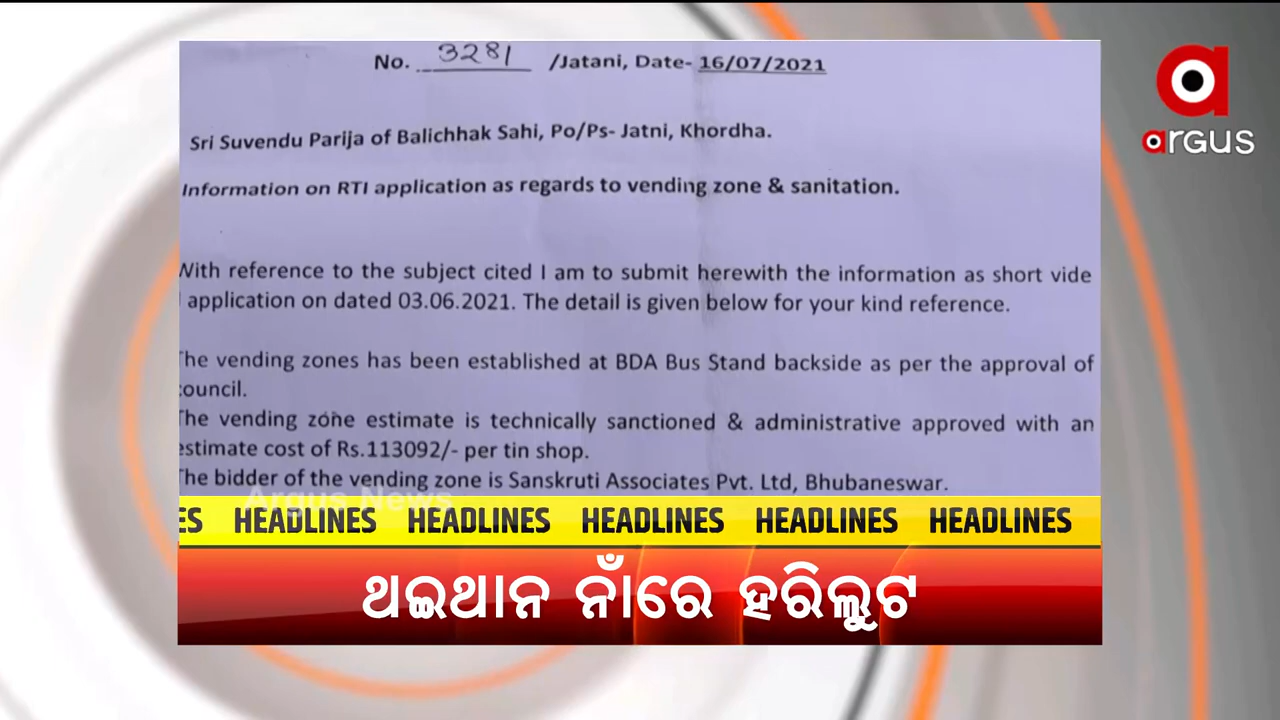 No. 3281 /Jatani, Date- 16/07/2021
argus
Sri Suvendu Parija of Balichhak Sahi, Po/Ps- Jatni, Khordha.
Information on RTI application as regards to vending zone & sanitation.
With reference to the subject cited I am to submit herewith the information as short vide
application on dated 03.06.2021. The detail is given below for your kind reference.
The vending zones has been established at BDA Bus Stand backside as per the approval of
council.
The vending zone estimate is technically sanctioned & administrative approved with an
estimate cost of Rs.113092/- per tin shop.
The bidder of the vending zone is Sanskruti Associates Pvt. Ltd, Bhubaneswar.
Argus News
ES HEADLINES HEADLINES HEADLINES HEADLINES HEADLINES
ଥଇଥାନ ନାଁରେ ହରିଲୁଟ